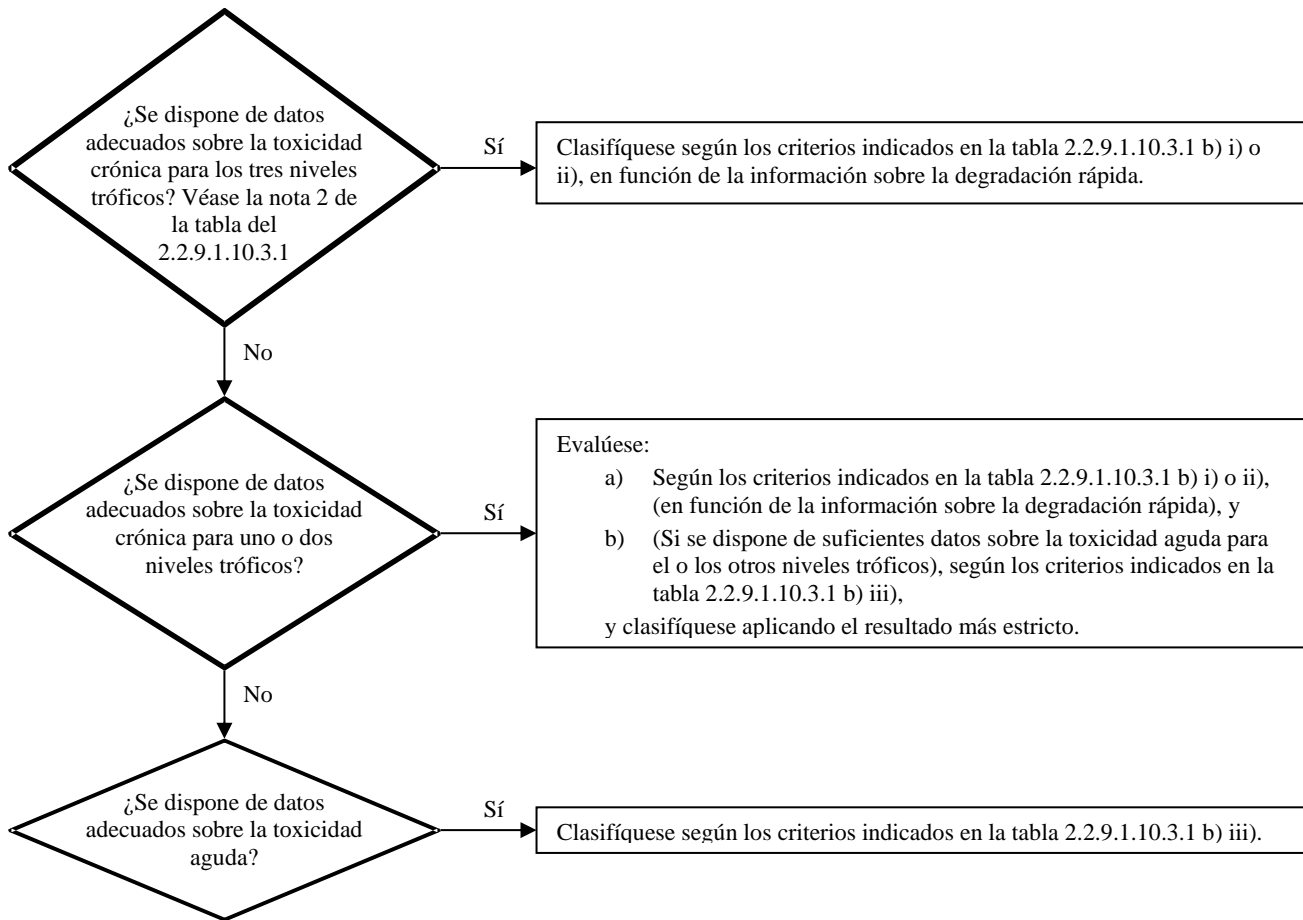 ¿Se dispone de datos
adecuados sobre la toxicidad
crónica para los tres niveles
tróficos? Véase la nota 2 de
la tabla del
2.2.9.1.10.3.1
Sí
Clasifíquese según los criterios indicados en la tabla 2.2.9.1.10.3.1 b) i) o
ii), en función de la información sobre la degradación rápida.
No
¿Se dispone de datos
adecuados sobre la toxicidad
crónica para uno o dos
niveles tróficos?
Sí
Evalúese:
a) Según los criterios indicados en la tabla 2.2.9.1.10.3.1 b) i) o ii),
(en función de la información sobre la degradación rápida), y
b) (Si se dispone de suficientes datos sobre la toxicidad aguda para
el o los otros niveles tróficos), según los criterios indicados en la
tabla 2.2.9.1.10.3.1 b) iii),
y clasifíquese aplicando el resultado más estricto.
No
¿Se dispone de datos
adecuados sobre la toxicidad
aguda?
Sí
Clasifíquese según los criterios indicados en la tabla 2.2.9.1.10.3.1 b) iii).